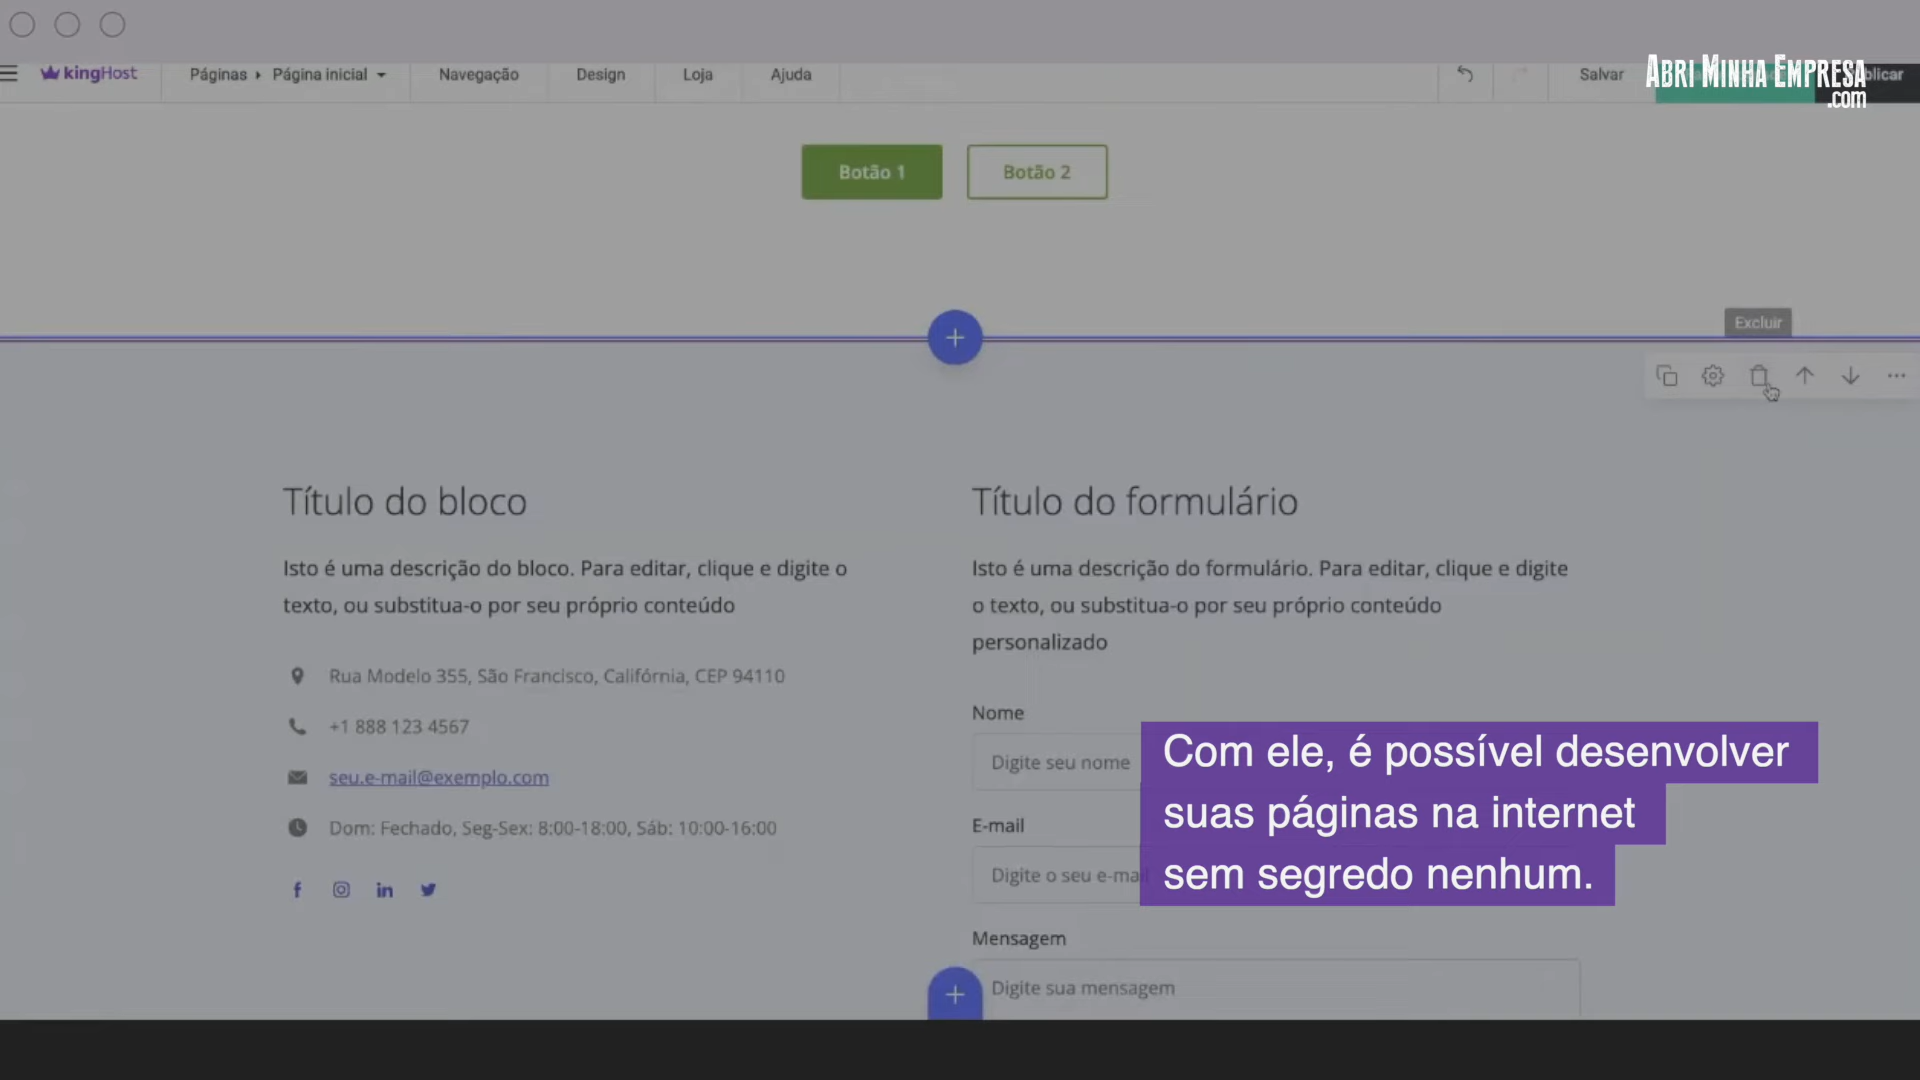 kingHost
Páginas
Página inicial
Navegação
Design
Loja
Ajuda
Salvar
ABRI MINHA EMPRESA
.com
Botão 1
Botão 2
Excluir
Título do bloco
Isto é uma descrição do bloco. Para editar, clique e digite o
texto, ou substitua-o por seu próprio conteúdo
Rua Modelo 355, São Francisco, Califórnia, CEP 94110
+1 888 123 4567
seu.e-mail@exemplo.com
Dom: Fechado, Seg-Sex: 8:00-18:00, Sáb: 10:00-16:00
Título do formulário
Isto é uma descrição do formulário. Para editar, clique e digite
o texto, ou substitua-o por seu próprio conteúdo
personalizado
Nome
Digite seu nome
E-mail
Digite o seu e-ma
Mensagem
Digite sua mensagem
Com ele, é possível desenvolver
suas páginas na internet
sem segredo nenhum.